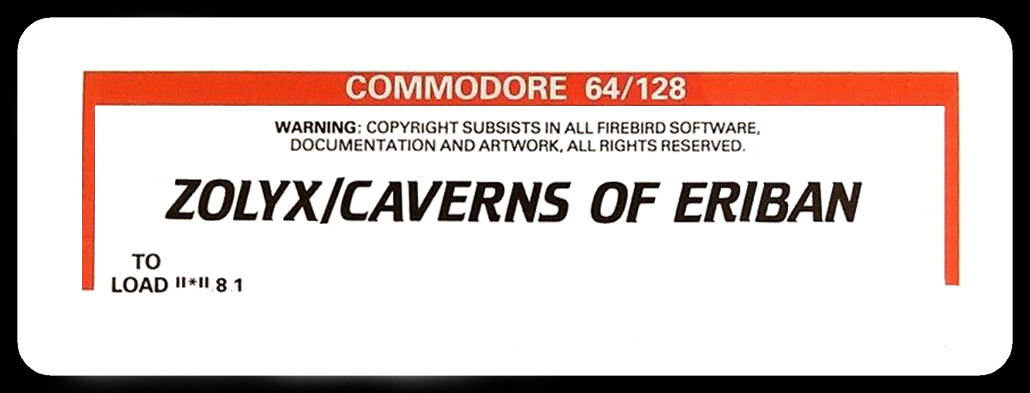 COMMODORE 64/128
WARNING: COPYRIGHT SUBSISTS IN ALL FIREBIRD SOFTWARE,
DOCUMENTATION AND ARTWORK, ALL RIGHTS RESERVED.
ZOLYX/CAVERNS OF ERIBAN
TO
LOAD "*" 8 1